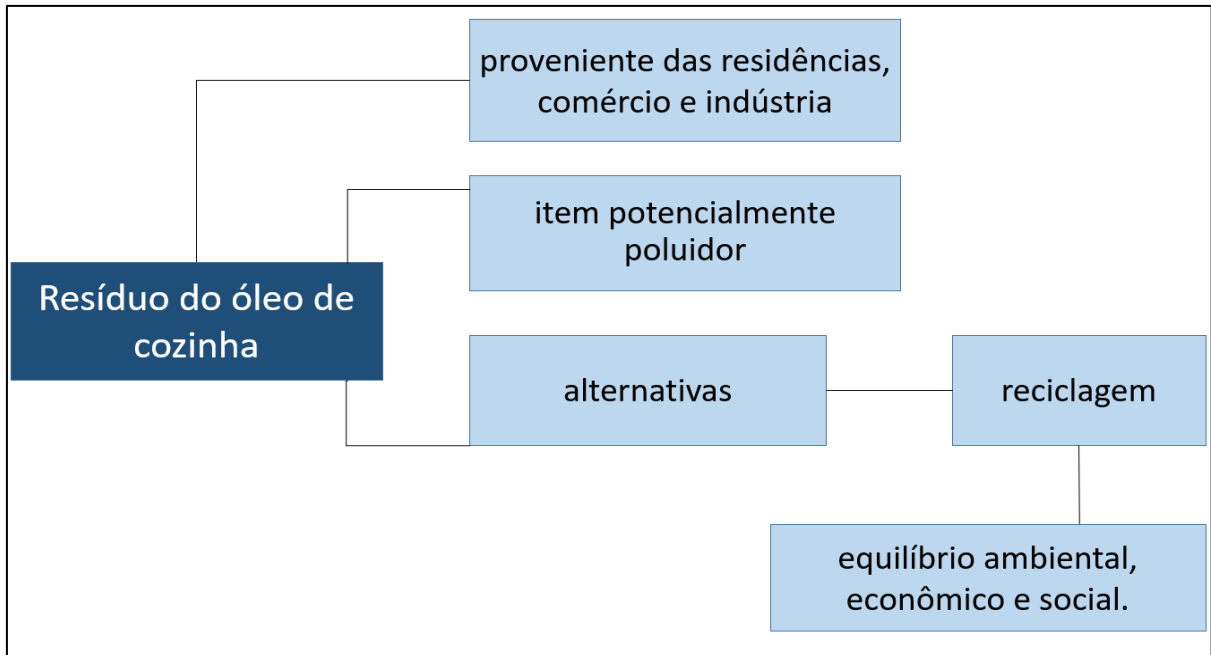 proveniente das residências,
comércio e indústria
item potencialmente
poluidor
Resíduo do óleo de
cozinha
alternativas
reciclagem
equilíbrio ambiental,
econômico e social.